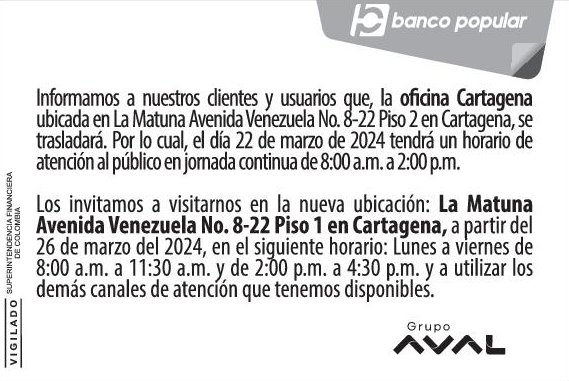 banco popular
Informamos a nuestros clientes y usuarios que, la oficina Cartagena
ubicada en La Matuna Avenida Venezuela No. 8-22 Piso 2 en Cartagena, se
trasladará. Por lo cual, el día 22 de marzo de 2024 tendrá un horario de
atención al público en jornada continua de 8:00 a.m. a 2:00 p.m.
Los invitamos a visitarnos en la nueva ubicación: La Matuna
Avenida Venezuela No. 8-22 Piso 1 en Cartagena, a partir del
26 de marzo del 2024, en el siguiente horario: Lunes a viernes de
8:00 a.m. a 11:30 a.m. y de 2:00 p.m. a 4:30 p.m. y a utilizar los
demás canales de atención que tenemos disponibles.
VIGILADO
SUPERINTENDENCIA FINANCIERA
DE COLOMBIA
Grupo
AVAL